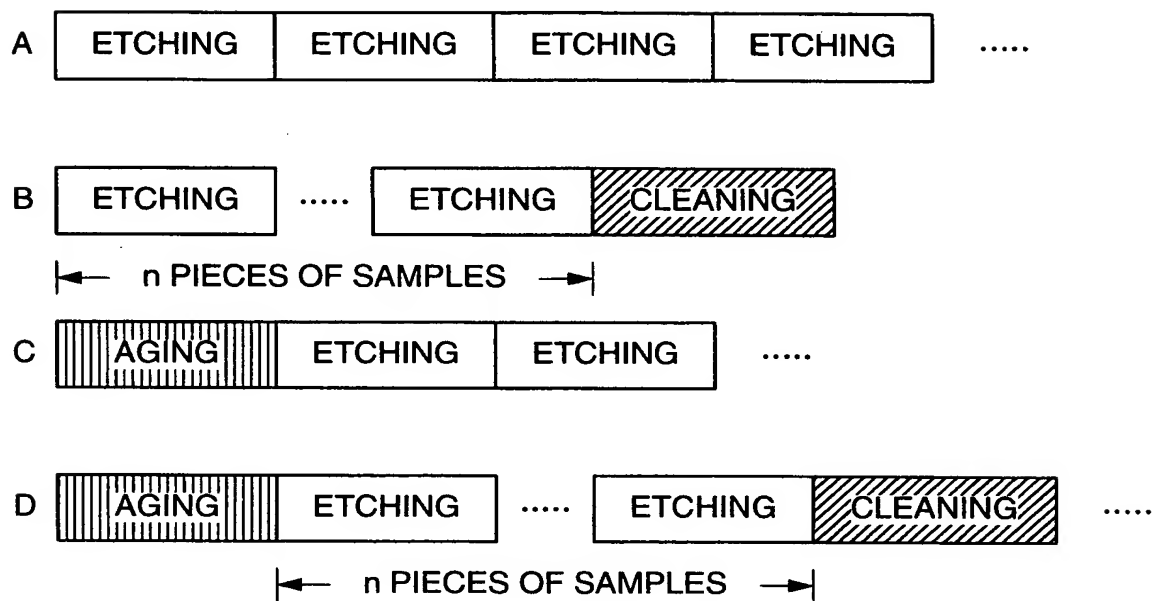 A ETCHING ETCHING ETCHING ETCHING .....
B ETCHING ..... ETCHING CLEANING
n PIECES OF SAMPLES
C AGING ETCHING ETCHING .....
D AGING ETCHING ..... ETCHING CLEANING .....
n PIECES OF SAMPLES